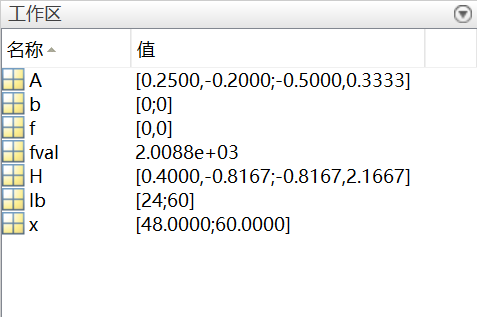 工作区
名称 值
A [0.2500,-0.2000;-0.5000,0.3333]
b [0;0]
f [0,0]
fval 2.0088e+03
H [0.4000,-0.8167;-0.8167,2.1667]
lb [24;60]
x [48.0000;60.0000]